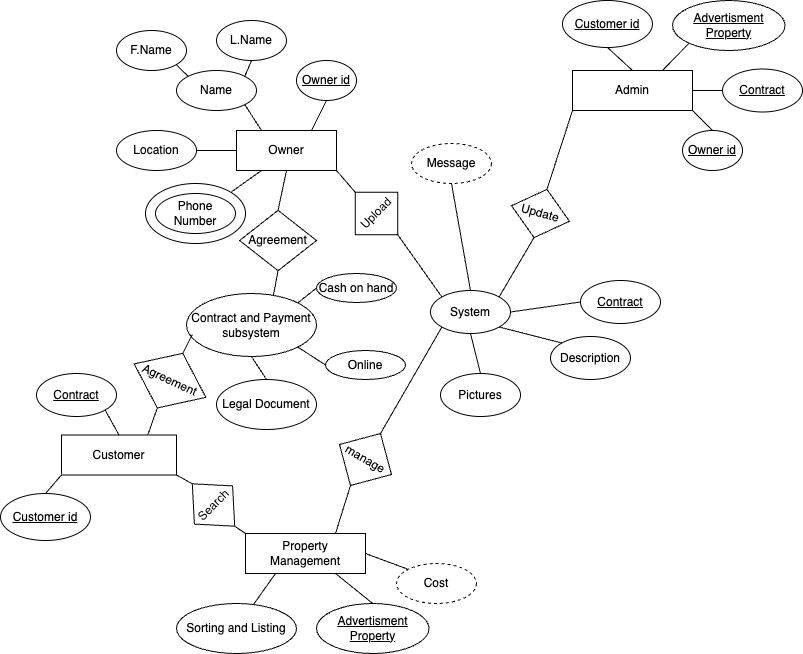 Customer id
Advertisment
Property
L.Name
F.Name
Owner id
Name
Admin
Contract
Location
Owner
Message
Owner id
Phone
Number
Upload
Update
Agreement
Cash on hand
Contract and Payment
subsystem
System
Contract
Description
Online
Agreement
Contract
Legal Document
Pictures
Customer
manage
Search
Customer id
Property
Management
Cost
Sorting and Listing
Advertisment
Property